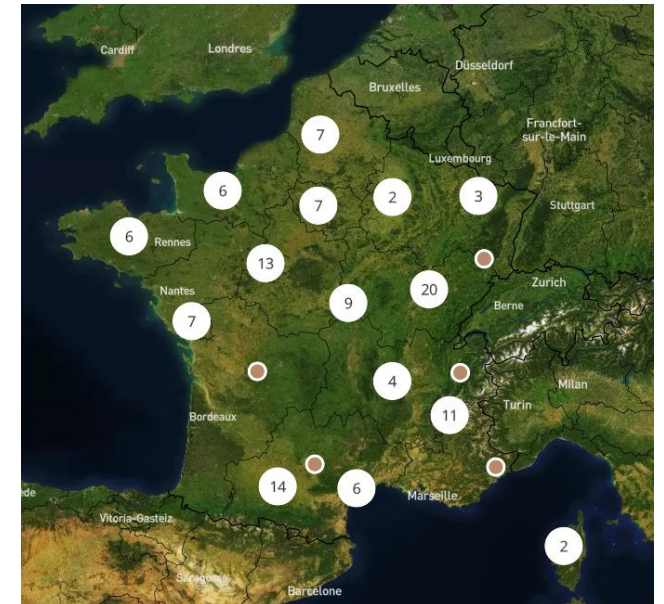 Cardiff
Londres
Düsseldorf
Bruxelles
Francfort-
sur-le-Main
7
Luxembourg
6
7
2
3
Stuttgart
6
Rennes
13
Zurich
Nantes
9
20
Berne
7
4
Milan
Turin
11
Bordeaux
14
6
Marseille
ede
Vitoria-Gasteiz
2
Saragosse
Barcelone